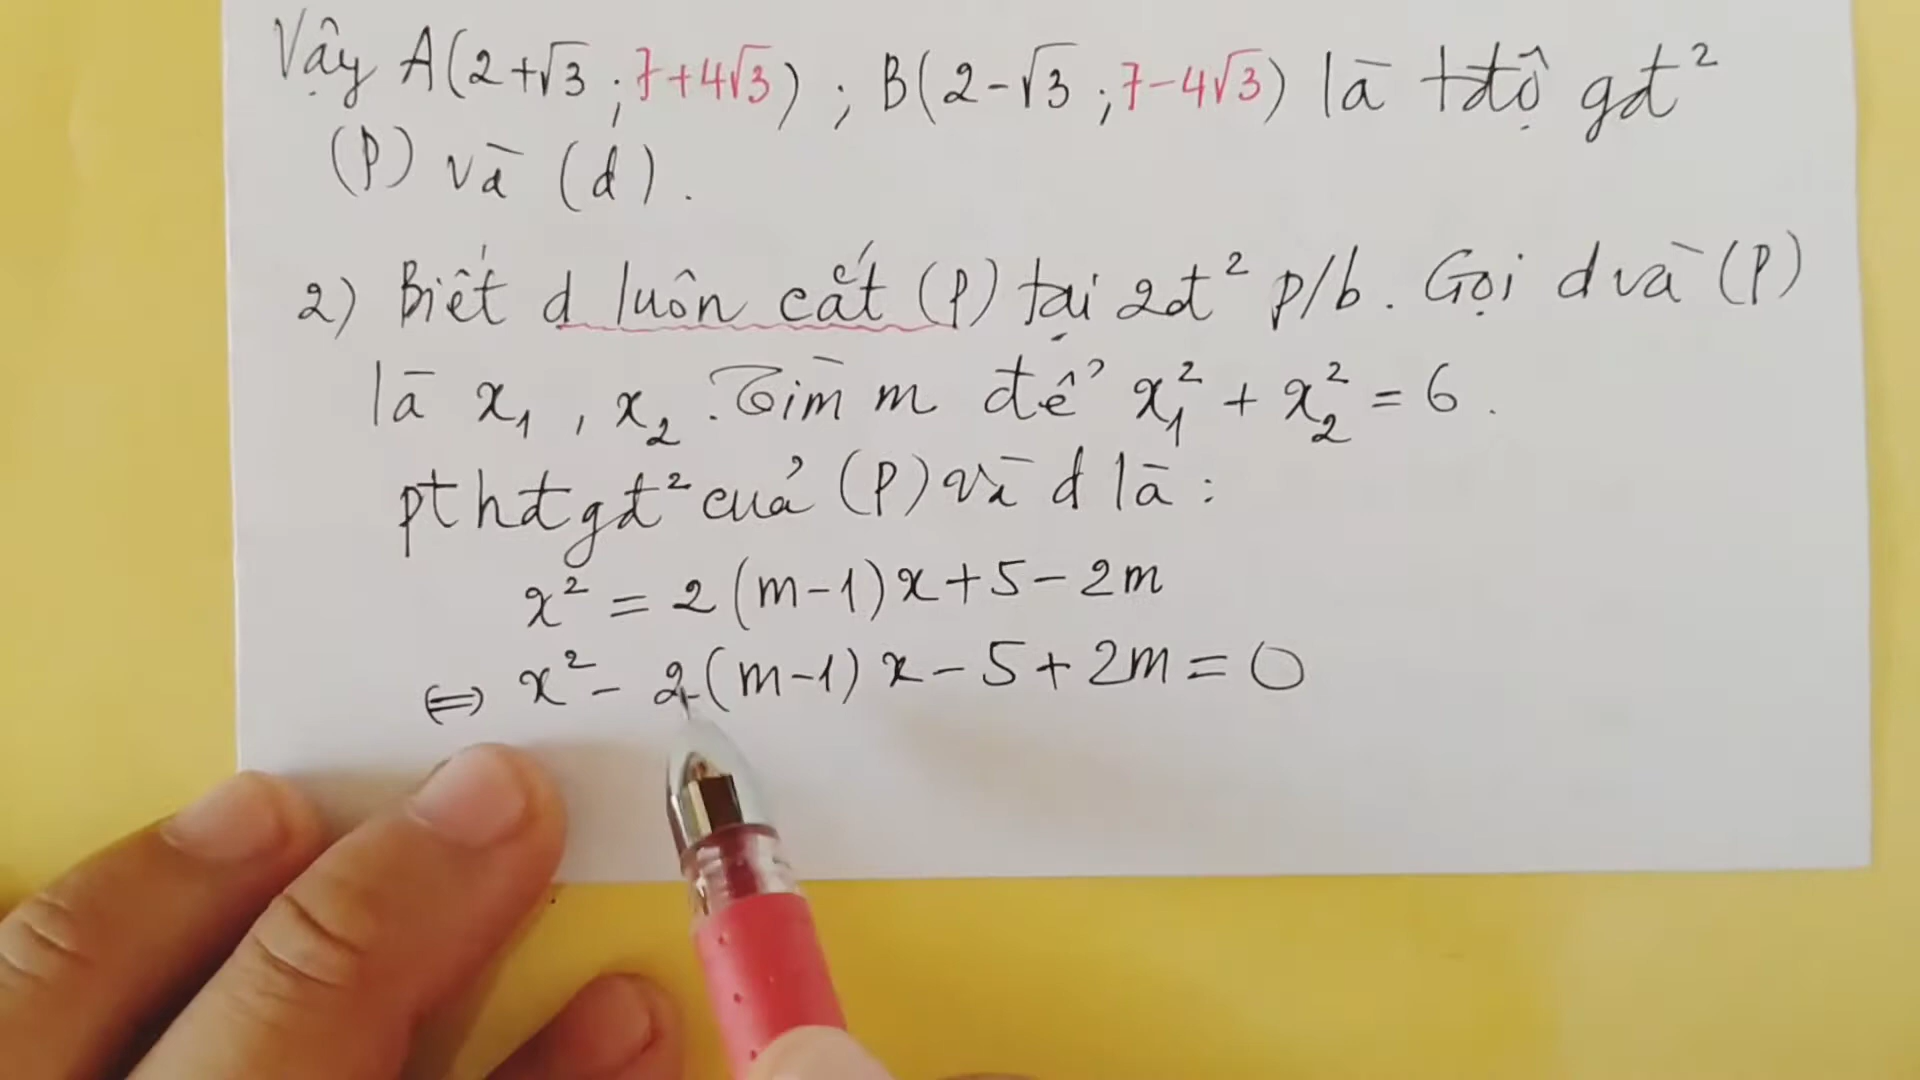 Vậy A(2+√3 ; 7+4√3) ; B(2-√3 ; 7-4√3) là tđộ gđ²
(P) và (d).
2) Biết d luôn cắt (P) tại 2đ² p/b. Gọi d và (P)
là x₁ , x₂. Tìm m để x₁² + x₂² = 6.
pt hđ gđ² của (P) và d là :
x² = 2(m-1)x+5-2m
⇔ x² - 2(m-1)x - 5 + 2m = 0